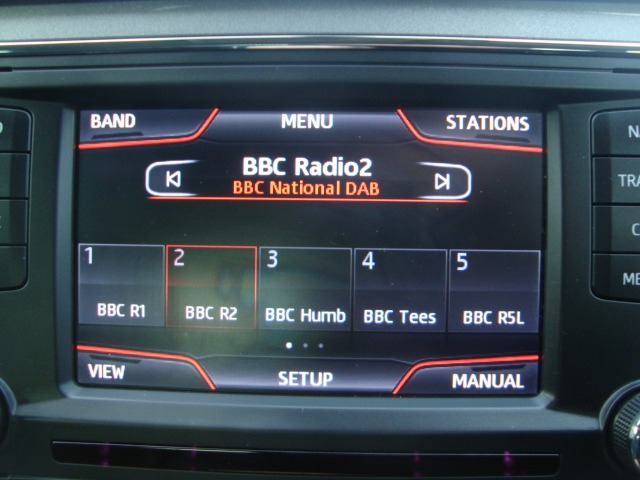 BAND MENU STATIONS
BBC Radio2
BBC National DAB
1 2 3 4 5
BBC R1 BBC R2 BBC Humb BBC Tees BBC R5L
VIEW SETUP MANUAL